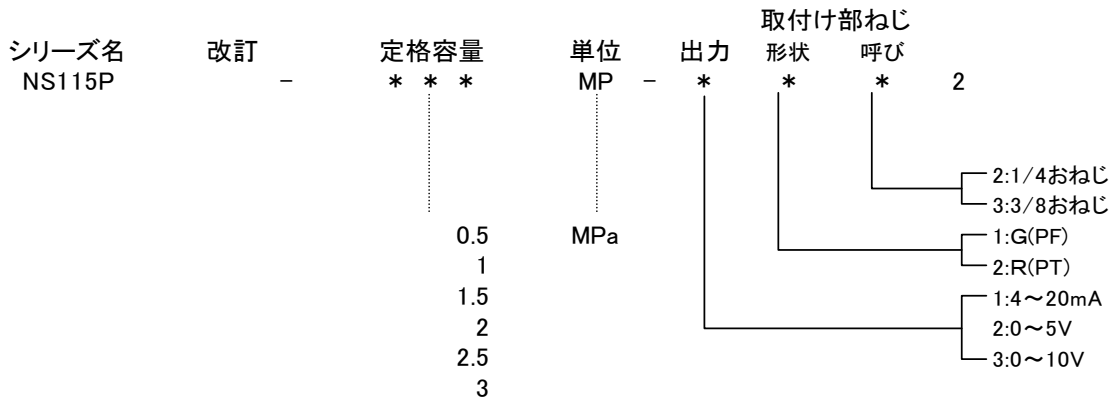 取付け部ねじ
シリーズ名 改訂 定格容量 単位 出力 形状 呼び
NS115P - * * * MP - * * * 2
2:1/4おねじ
3:3/8おねじ
0.5 MPa 1:G(PF)
1 2:R(PT)
1.5 1:4～20mA
2 2:0～5V
2.5 3:0～10V
3